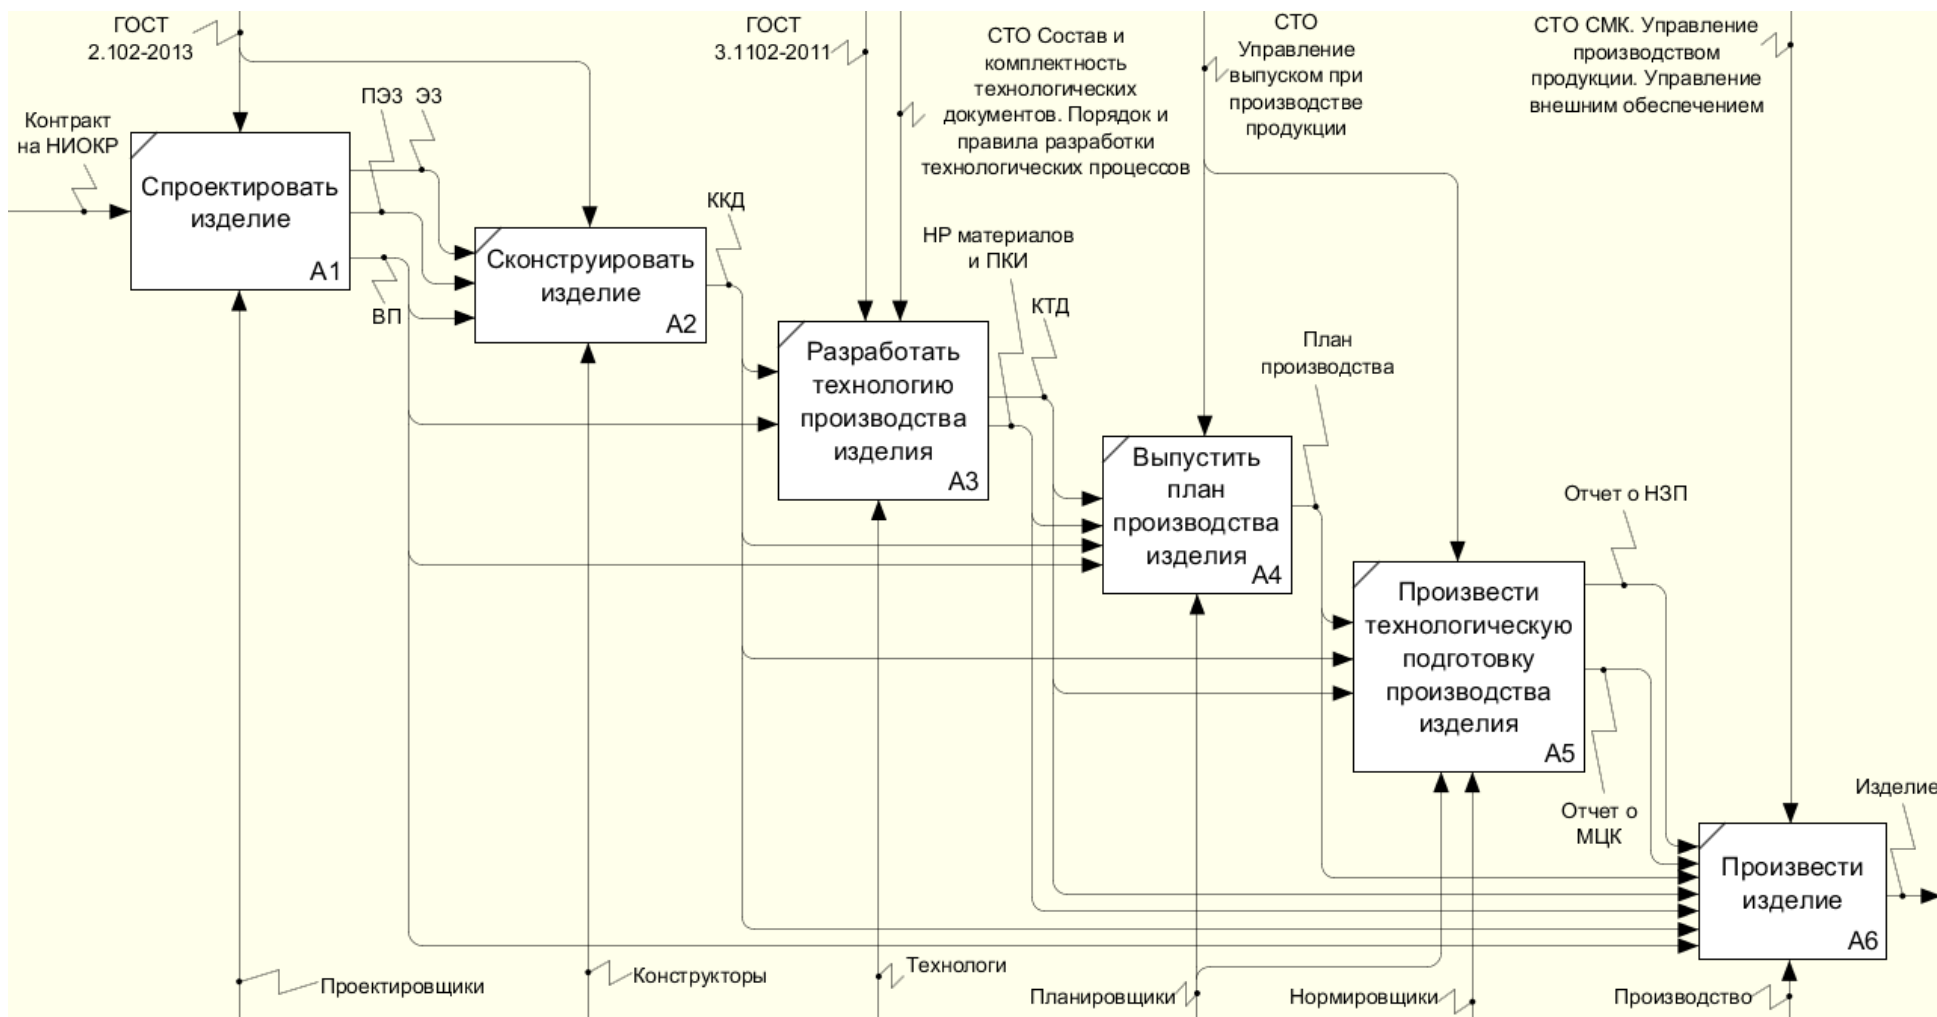 ГОСТ
2.102-2013
ГОСТ
3.1102-2011
СТО Состав и
комплектность
технологических
документов. Порядок и
правила разработки
технологических процессов
СТО
Управление
выпуском при
производстве
продукции
СТО СМК. Управление
производством
продукции. Управление
внешним обеспечением
Контракт
на НИОКР
ПЭ3
Э3
Спроектировать
изделие
А1
ВП
Сконструировать
изделие
А2
ККД
Разработать
технологию
производства
изделия
А3
НР материалов
и ПКИ
КТД
Выпустить
план
производства
изделия
А4
План
производства
Произвести
технологическую
подготовку
производства
изделия
А5
Отчет о НЗП
Отчет о
МЦК
Произвести
изделие
А6
Изделие
Проектировщики
Конструкторы
Технологи
Планировщики
Нормировщики
Производство